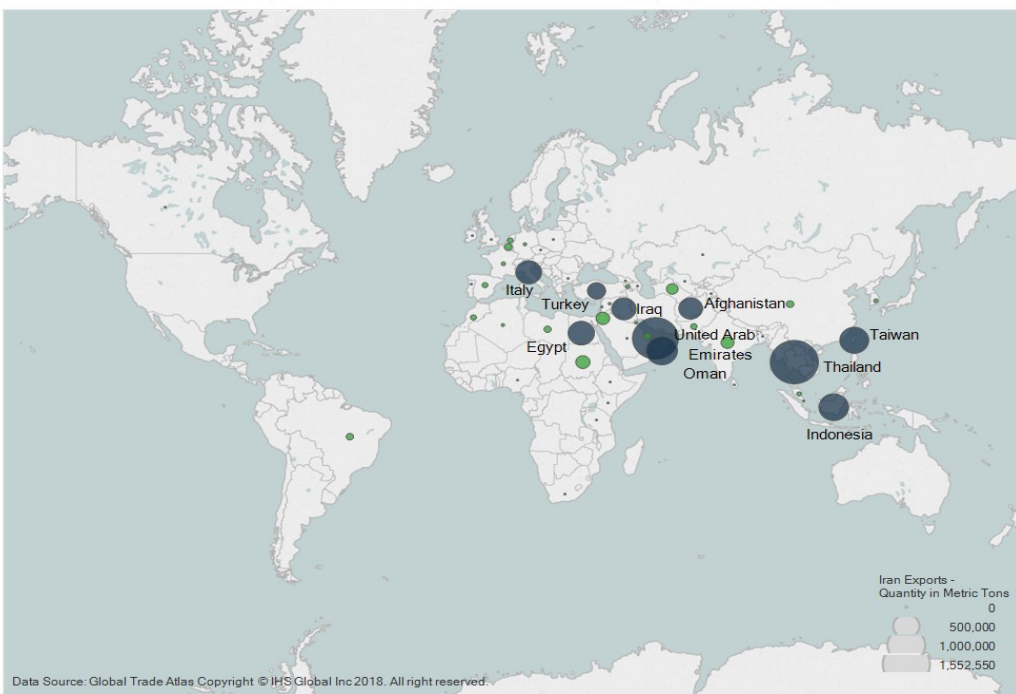 Italy
Turkey
Iraq
Afghanistan
Egypt
United Arab
Emirates
Oman
Taiwan
Thailand
Indonesia
Iran Exports -
Quantity in Metric Tons
0
500,000
1,000,000
1,552,550
Data Source: Global Trade Atlas Copyright © IHS Global Inc 2018. All right reserved.